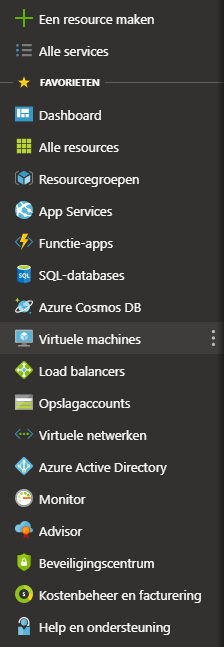 Een resource maken
Alle services
FAVORIETEN
Dashboard
Alle resources
Resourcegroepen
App Services
Functie-apps
SQL-databases
Azure Cosmos DB
Virtuele machines
Load balancers
Opslagaccounts
Virtuele netwerken
Azure Active Directory
Monitor
Advisor
Beveiligingscentrum
Kostenbeheer en facturering
Help en ondersteuning